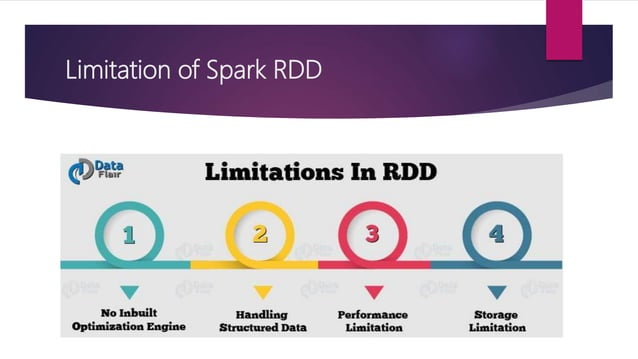 Limitation of Spark RDD
Data
Flair
Limitations In RDD
1
2
3
4
No Inbuilt
Optimization Engine
Handling
Structured Data
Performance
Limitation
Storage
Limitation